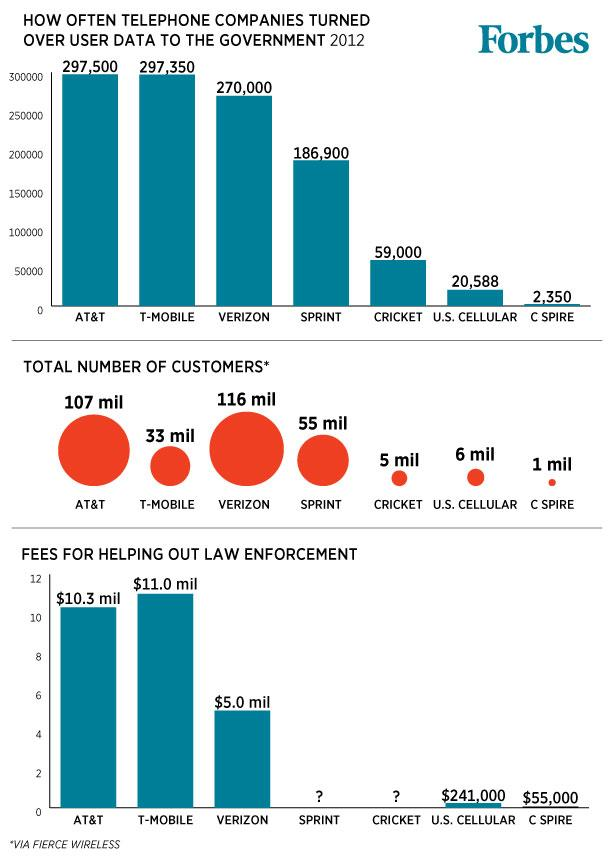 HOW OFTEN TELEPHONE COMPANIES TURNED
OVER USER DATA TO THE GOVERNMENT 2012
Forbes
300000
250000
200000
150000
100000
50000
0
297,500
297,350
270,000
186,900
59,000
20,588
2,350
AT&T T-MOBILE VERIZON SPRINT CRICKET U.S. CELLULAR C SPIRE
TOTAL NUMBER OF CUSTOMERS*
107 mil
33 mil
116 mil
55 mil
5 mil
6 mil
1 mil
AT&T T-MOBILE VERIZON SPRINT CRICKET U.S. CELLULAR C SPIRE
FEES FOR HELPING OUT LAW ENFORCEMENT
12
10
8
6
4
2
0
$10.3 mil
$11.0 mil
$5.0 mil
?
?
$241,000
$55,000
AT&T T-MOBILE VERIZON SPRINT CRICKET U.S. CELLULAR C SPIRE
*VIA FIERCE WIRELESS